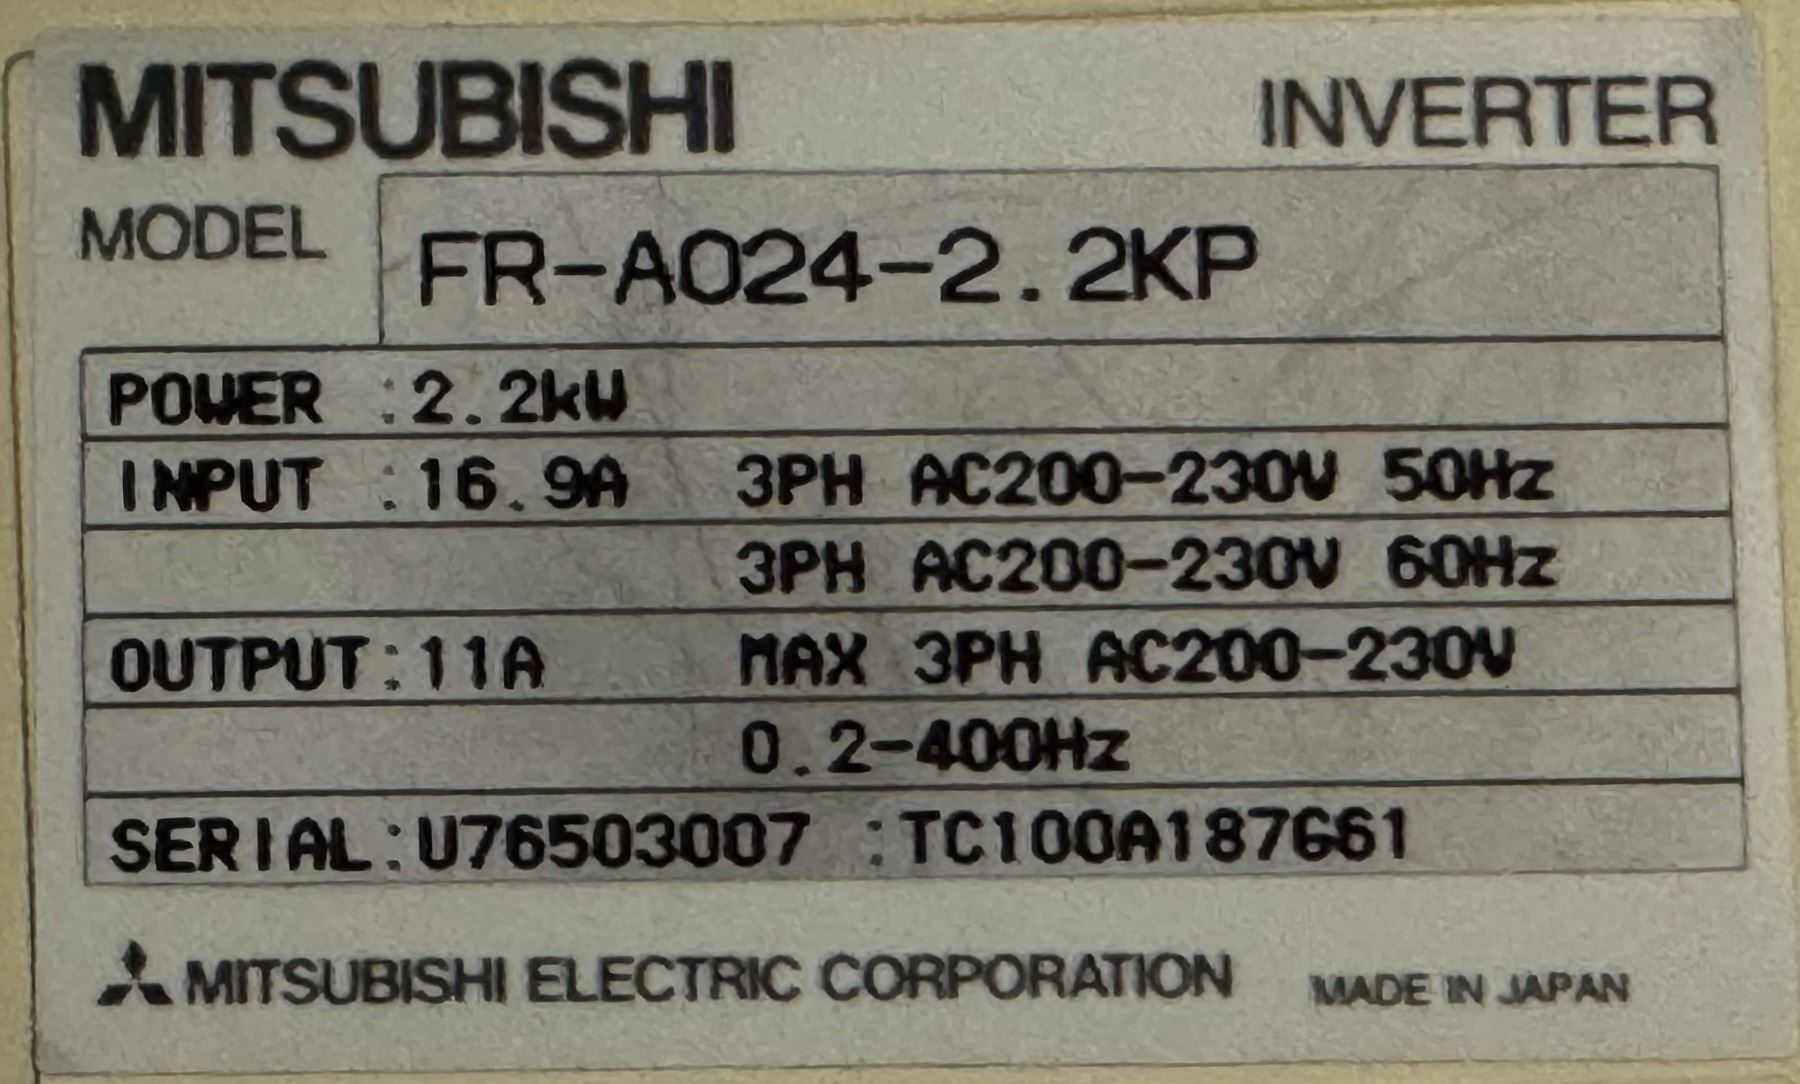 MITSUBISHI INVERTER
MODEL FR-A024-2.2KP
POWER :2.2kW
INPUT :16.9A 3PH AC200-230V 50Hz
3PH AC200-230V 60Hz
OUTPUT:11A MAX 3PH AC200-230V
0.2-400Hz
SERIAL:U76503007 :TC100A187G61
MITSUBISHI ELECTRIC CORPORATION MADE IN JAPAN